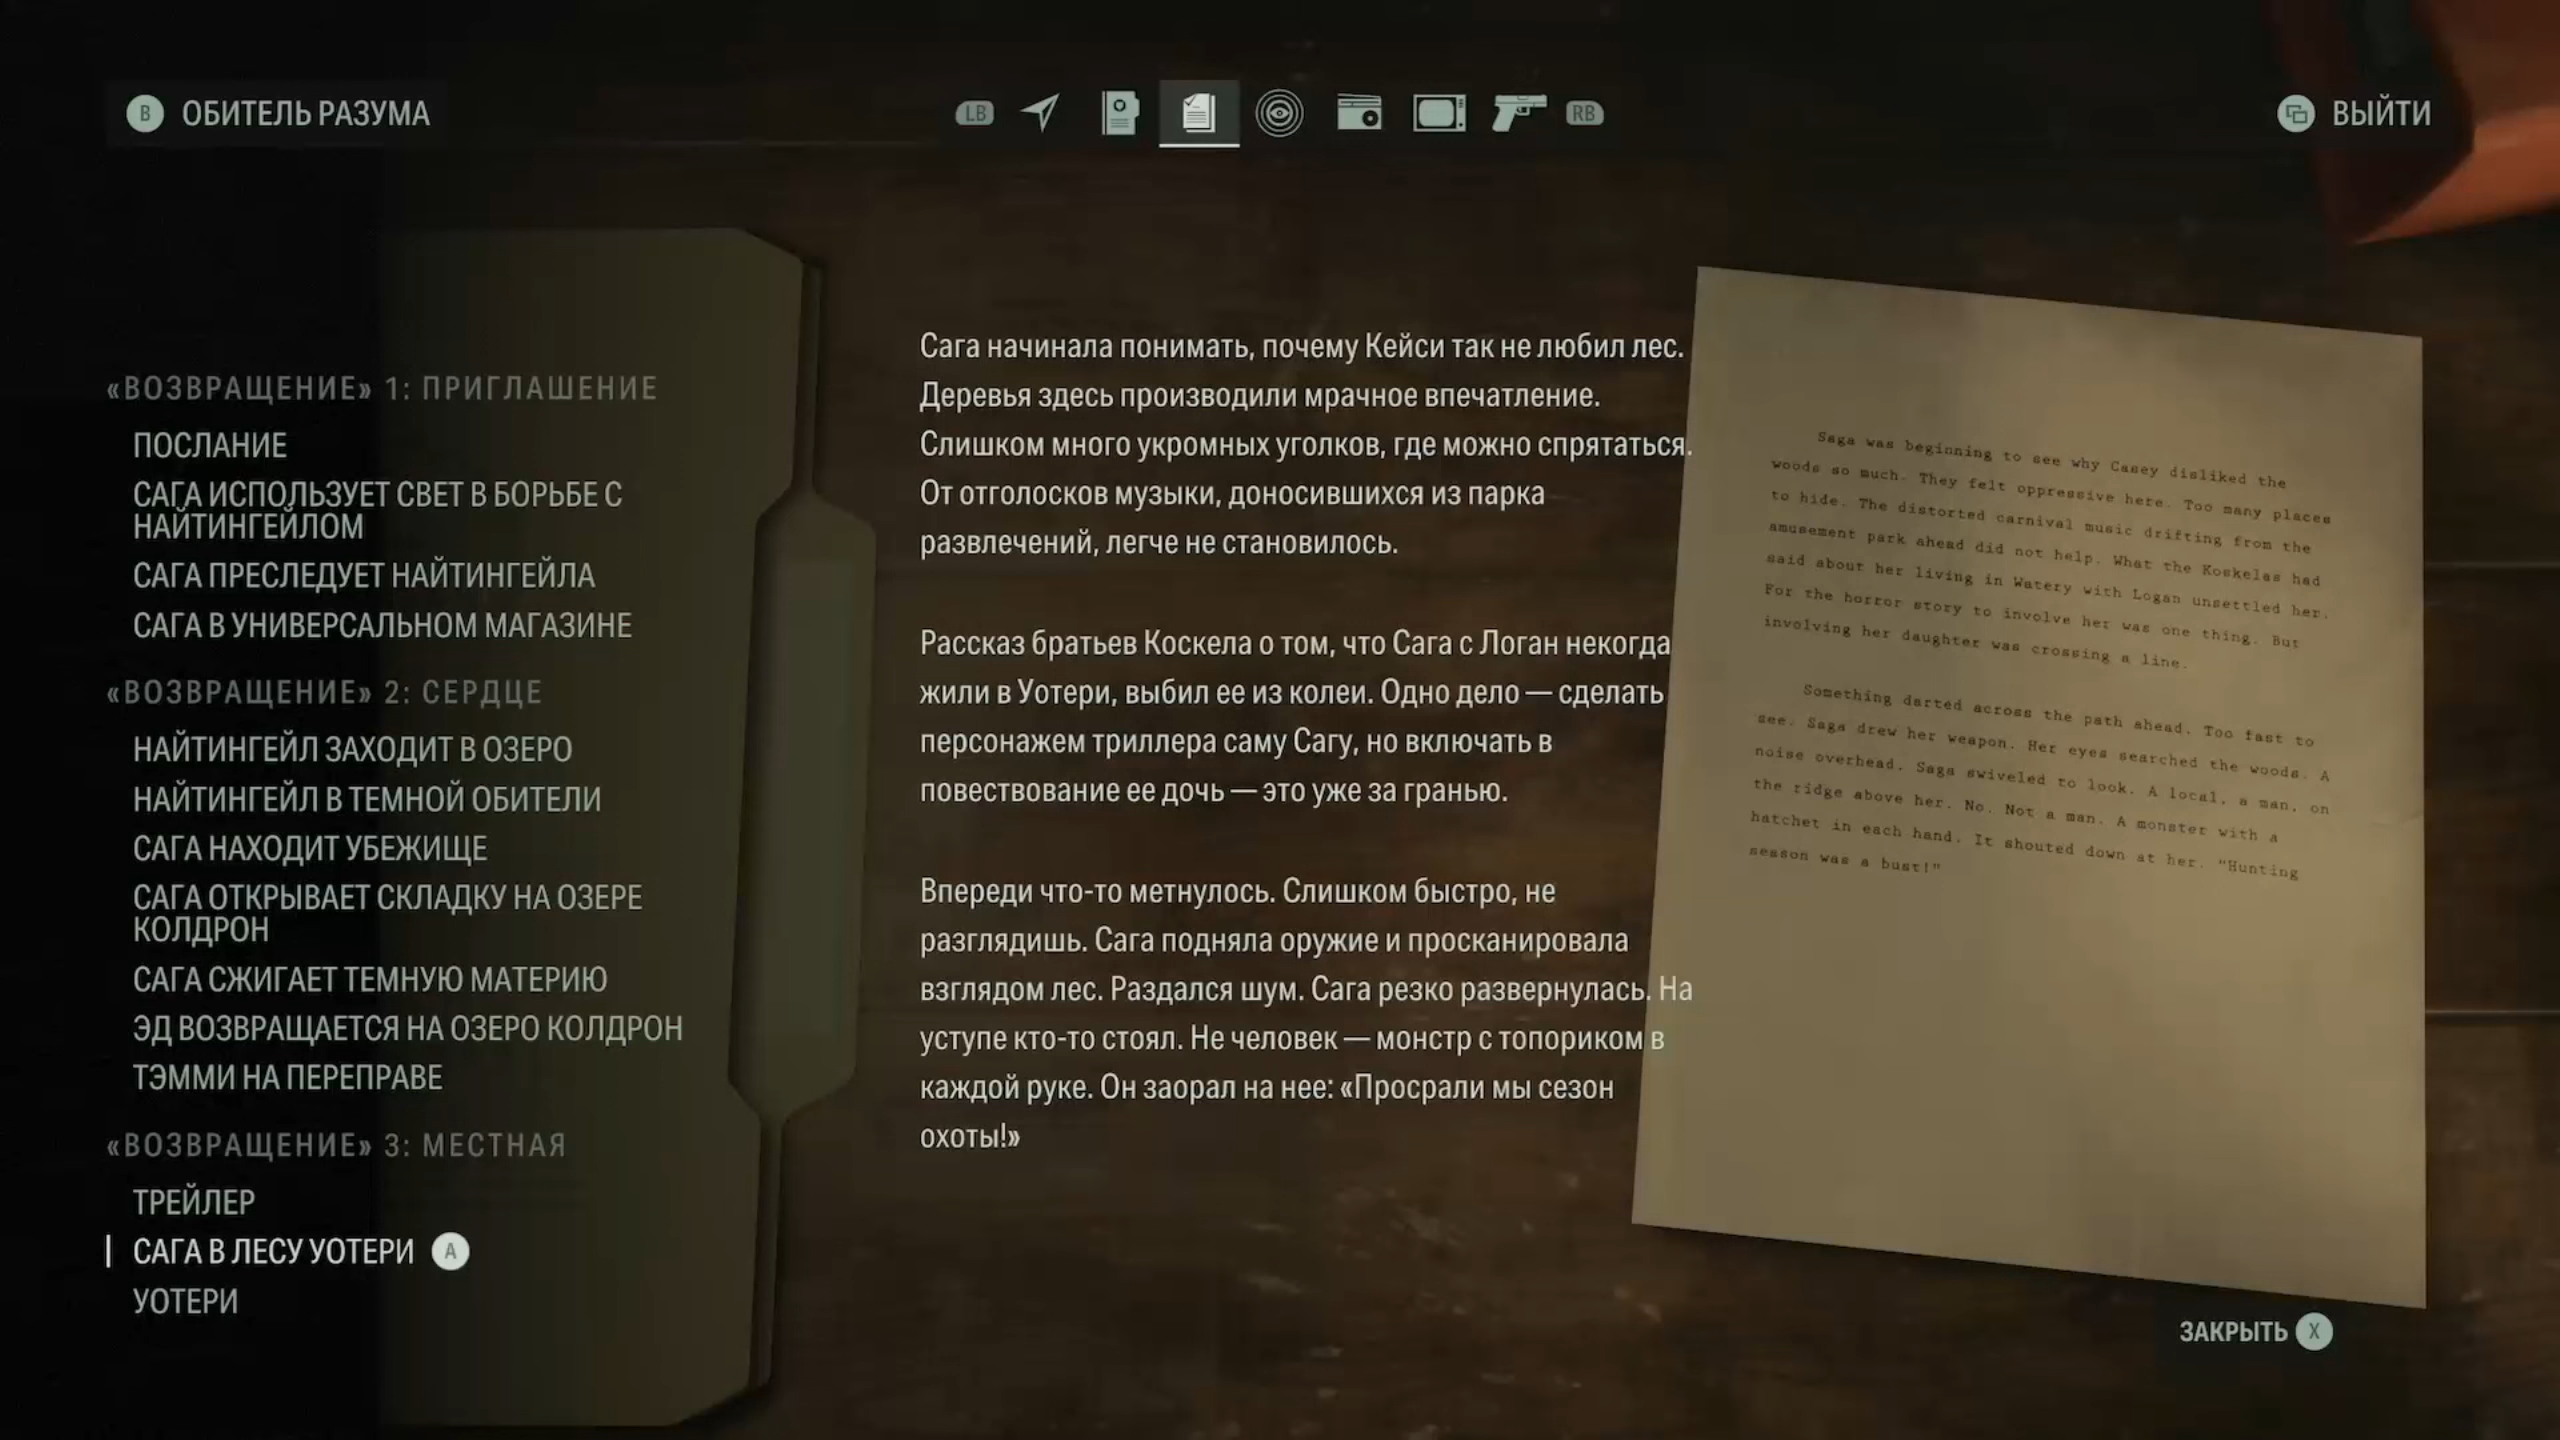 B ОБИТЕЛЬ РАЗУМА
LB
RB
ВЫЙТИ
«ВОЗВРАЩЕНИЕ» 1: ПРИГЛАШЕНИЕ
ПОСЛАНИЕ
САГА ИСПОЛЬЗУЕТ СВЕТ В БОРЬБЕ С
НАЙТИНГЕЙЛОМ
САГА ПРЕСЛЕДУЕТ НАЙТИНГЕЙЛА
САГА В УНИВЕРСАЛЬНОМ МАГАЗИНЕ
«ВОЗВРАЩЕНИЕ» 2: СЕРДЦЕ
НАЙТИНГЕЙЛ ЗАХОДИТ В ОЗЕРО
НАЙТИНГЕЙЛ В ТЕМНОЙ ОБИТЕЛИ
САГА НАХОДИТ УБЕЖИЩЕ
САГА ОТКРЫВАЕТ СКЛАДКУ НА ОЗЕРЕ
КОЛДРОН
САГА СЖИГАЕТ ТЕМНУЮ МАТЕРИЮ
ЭД ВОЗВРАЩАЕТСЯ НА ОЗЕРО КОЛДРОН
ТЭММИ НА ПЕРЕПРАВЕ
«ВОЗВРАЩЕНИЕ» 3: МЕСТНАЯ
ТРЕЙЛЕР
САГА В ЛЕСУ УОТЕРИ A
УОТЕРИ
Сага начинала понимать, почему Кейси так не любил лес.
Деревья здесь производили мрачное впечатление.
Слишком много укромных уголков, где можно спрятаться.
От отголосков музыки, доносившихся из парка
развлечений, легче не становилось.
Рассказ братьев Коскела о том, что Сага с Логан некогда
жили в Уотери, выбил ее из колеи. Одно дело — сделать
персонажем триллера саму Сагу, но включать в
повествование ее дочь — это уже за гранью.
Впереди что-то метнулось. Слишком быстро, не
разглядишь. Сага подняла оружие и просканировала
взглядом лес. Раздался шум. Сага резко развернулась. На
уступе кто-то стоял. Не человек — монстр с топориком в
каждой руке. Он заорал на нее: «Просрали мы сезон
охоты!»
Saga was beginning to see why Casey disliked the
woods so much. They felt oppressive here. Too many places
to hide. The distorted carnival music drifting from the
amusement park ahead did not help. What the Koskelas had
said about her living in Watery with Logan unsettled her.
For the horror story to involve her was one thing. But
involving her daughter was crossing a line.
Something darted across the path ahead. Too fast to
see. Saga drew her weapon. Her eyes searched the woods. A
noise overhead. Saga swiveled to look. A local, a man, on
the ridge above her. No. Not a man. A monster with a
hatchet in each hand. It shouted down at her. "Hunting
season was a bust!"
ЗАКРЫТЬ X